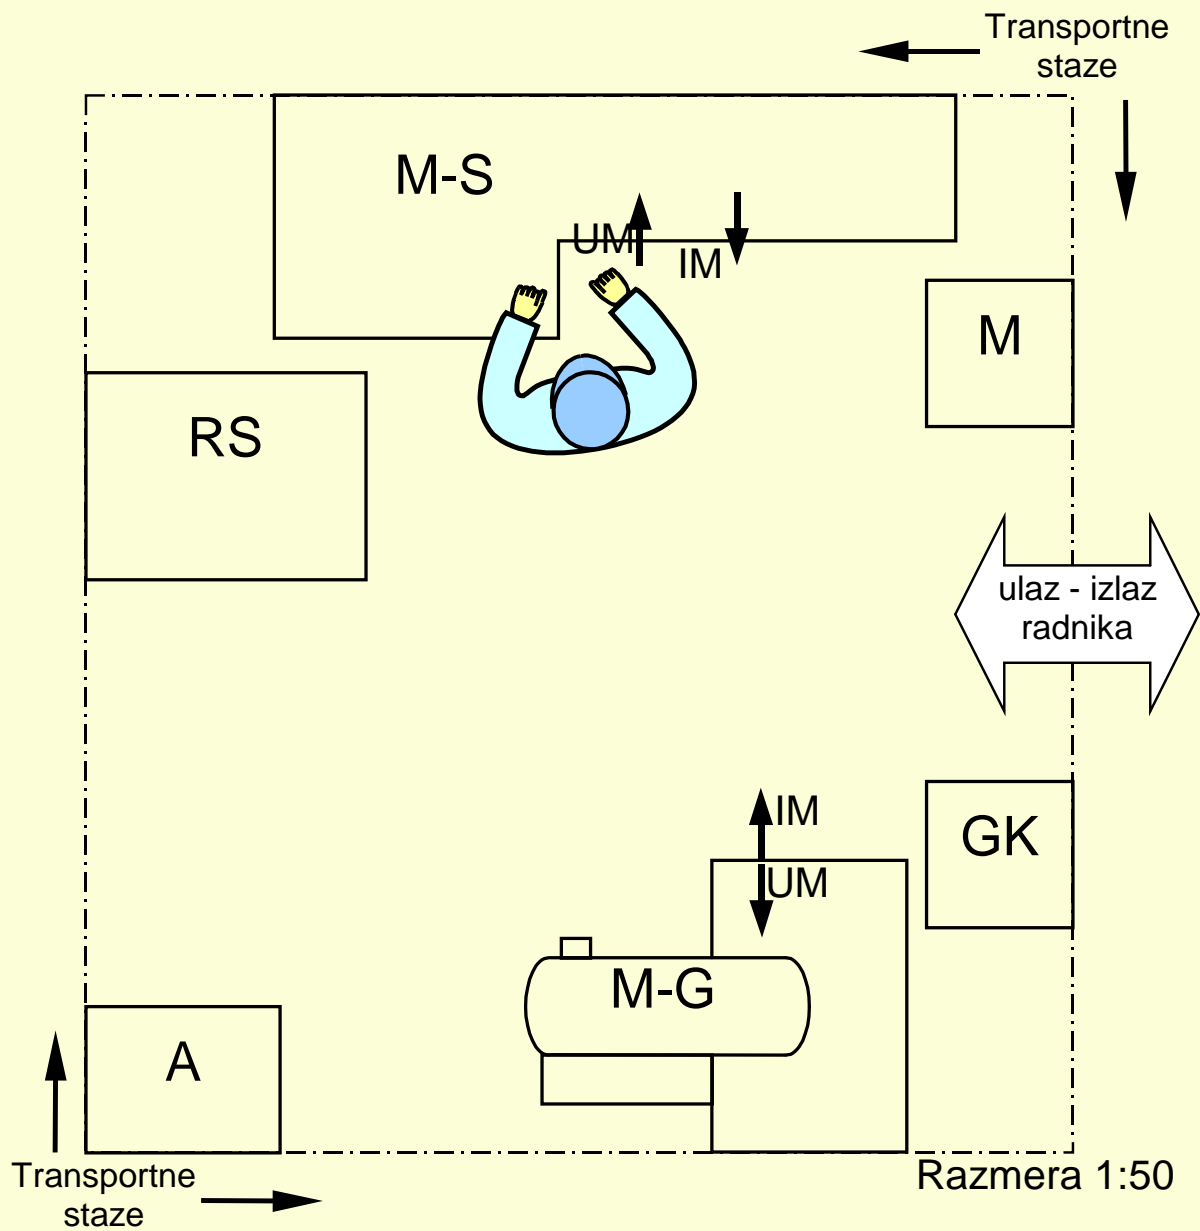 Transportne
staze
M-S
UM
IM
M
RS
ulaz - izlaz
radnika
IM
GK
UM
M-G
A
Transportne
staze
Razmera 1:50